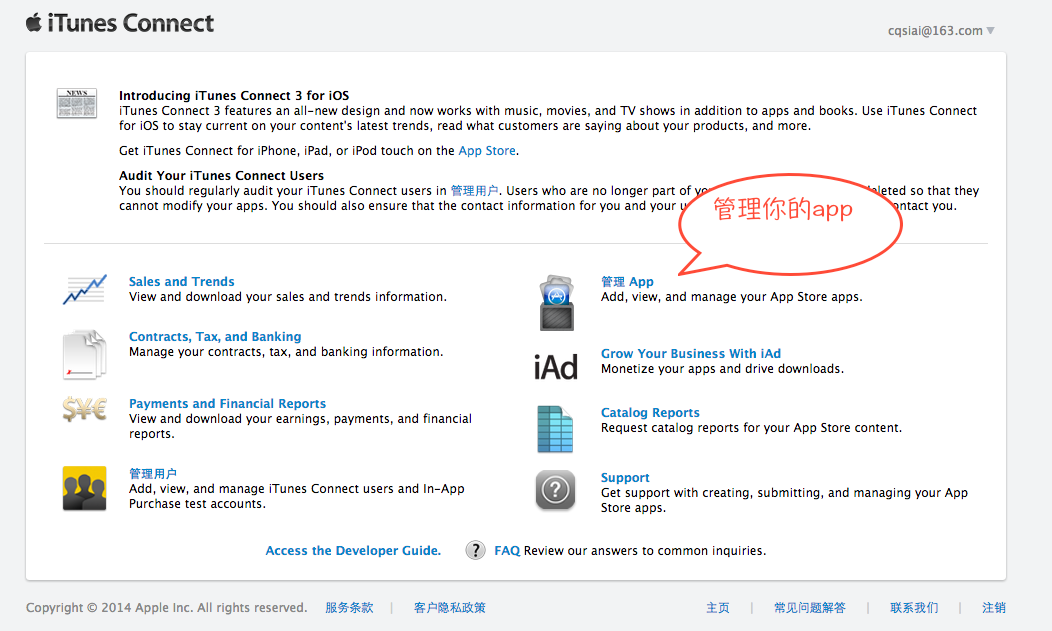 iTunes Connect
cqsiai@163.com
NEWS
Introducing iTunes Connect 3 for iOS
iTunes Connect 3 features an all-new design and now works with music, movies, and TV shows in addition to apps and books. Use iTunes Connect
for iOS to stay current on your content's latest trends, read what customers are saying about your products, and more.
Get iTunes Connect for iPhone, iPad, or iPod touch on the App Store.
Audit Your iTunes Connect Users
You should regularly audit your iTunes Connect users in 管理用户. Users who are no longer part of so that they
cannot modify your apps. You should also ensure that the contact information for you and your you.
管理你的app
Sales and Trends
View and download your sales and trends information.
管理 App
Add, view, and manage your App Store apps.
Contracts, Tax, and Banking
Manage your contracts, tax, and banking information.
iAd
Grow Your Business With iAd
Monetize your apps and drive downloads.
$¥€
Payments and Financial Reports
View and download your earnings, payments, and financial
reports.
Catalog Reports
Request catalog reports for your App Store content.
管理用户
Add, view, and manage iTunes Connect users and In-App
Purchase test accounts.
?
Support
Get support with creating, submitting, and managing your App
Store apps.
Access the Developer Guide. ? FAQ Review our answers to common inquiries.
Copyright © 2014 Apple Inc. All rights reserved. 服务条款 | 客户隐私政策 主页 | 常见问题解答 | 联系我们 | 注销